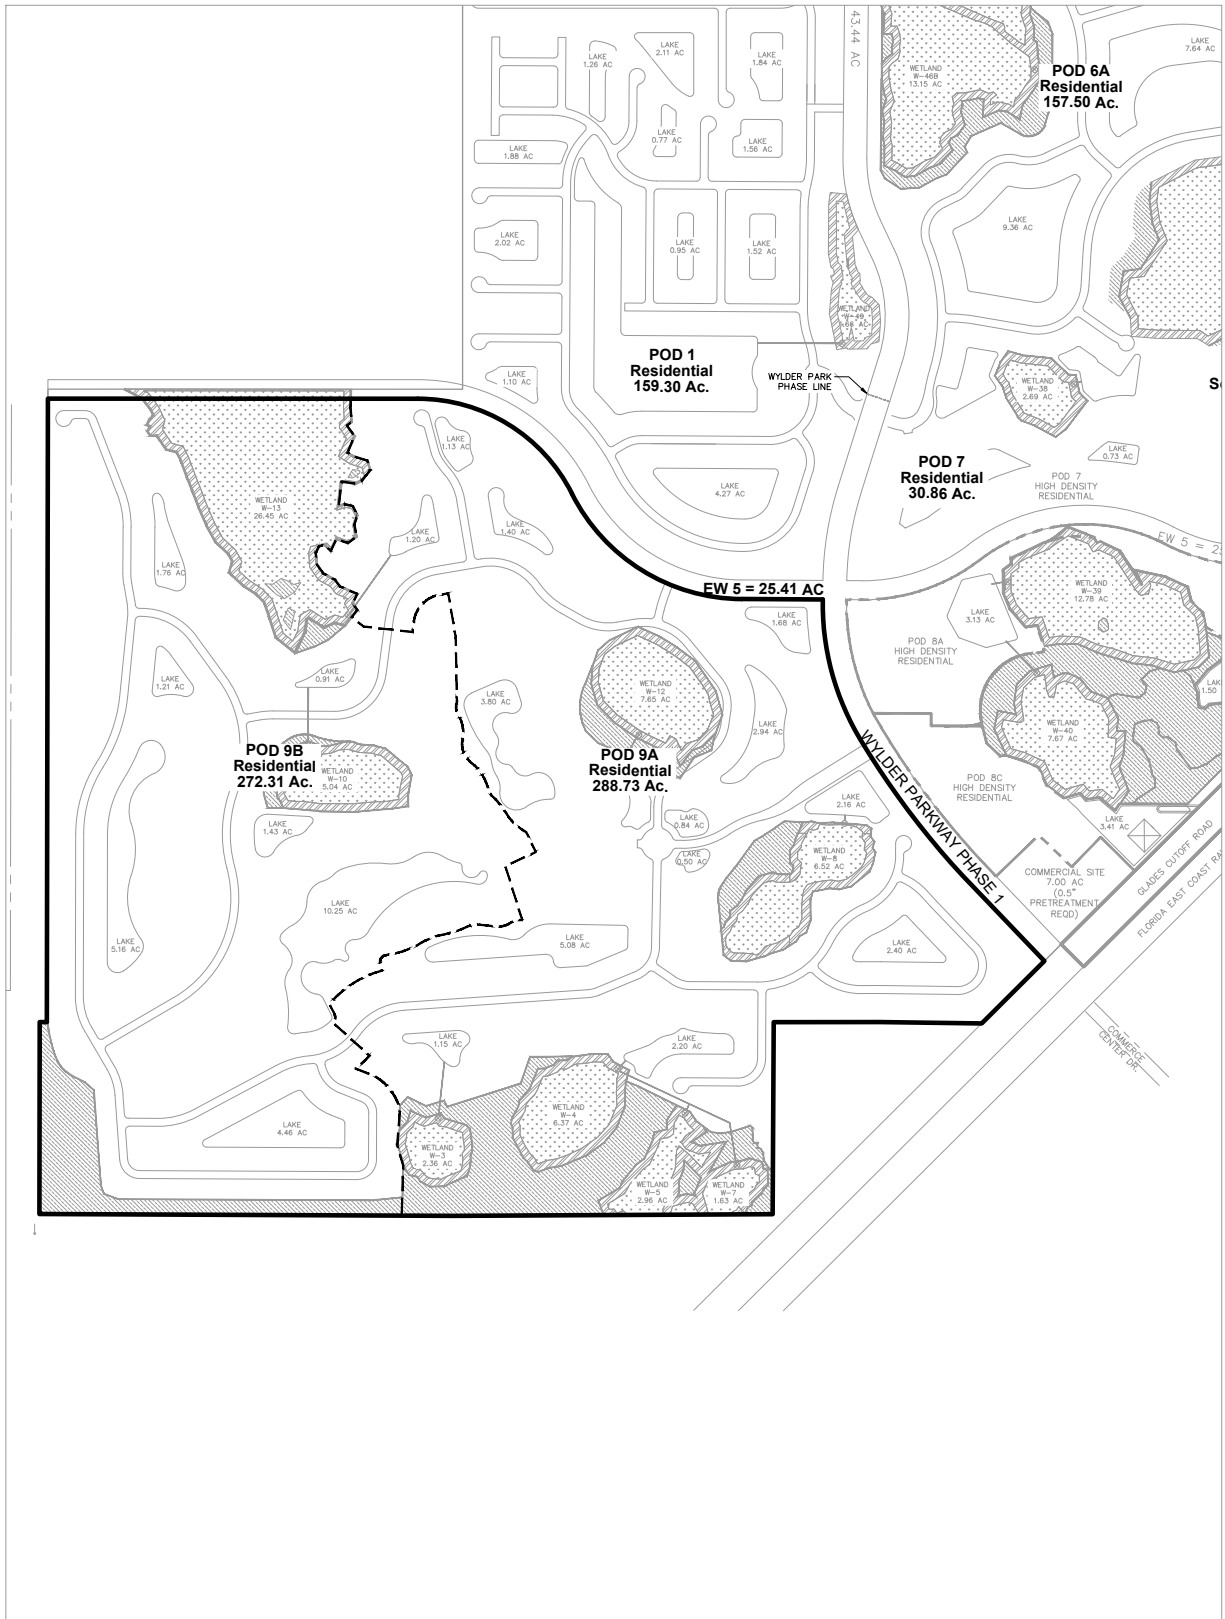 43.44 AC
LAKE
1.26 AC
LAKE
2.11 AC
LAKE
1.84 AC
LAKE
7.64 AC
WETLAND
W-46B
13.15 AC
POD 6A
Residential
157.50 Ac.
LAKE
0.77 AC
LAKE
1.56 AC
LAKE
1.88 AC
LAKE
2.02 AC
LAKE
0.95 AC
LAKE
1.52 AC
LAKE
9.36 AC
WETLAND
POD 1
Residential
159.30 Ac.
WYLDER PARK
PHASE LINE
LAKE
1.10 AC
WETLAND
W-38
2.69 AC
LAKE
0.73 AC
POD 7
Residential
30.86 Ac.
POD 7
HIGH DENSITY
RESIDENTIAL
LAKE
1.13 AC
LAKE
4.27 AC
WETLAND
W-13
26.45 AC
LAKE
1.20 AC
LAKE
1.40 AC
EW 5 = 2
LAKE
1.76 AC
EW 5 = 25.41 AC
WETLAND
W-39
12.78 AC
LAKE
3.13 AC
LAKE
1.68 AC
POD 8A
HIGH DENSITY
RESIDENTIAL
LAKE
0.91 AC
LAKE
1.21 AC
WETLAND
W-12
7.65 AC
LAKE
3.80 AC
LAKE
2.94 AC
1.50
WETLAND
W-40
7.67 AC
POD 9B
Residential
272.31 Ac.
WETLAND
W-10
5.04 AC
POD 9A
Residential
288.73 Ac.
WYLDER PARKWAY PHASE 1
POD 8C
HIGH DENSITY
RESIDENTIAL
LAKE
2.16 AC
LAKE
1.43 AC
LAKE
0.84 AC
LAKE
0.50 AC
WETLAND
W-8
6.52 AC
LAKE
3.41 AC
GLADES CUTOFF ROAD
FLORIDA EAST COAST
COMMERCIAL SITE
7.00 AC
(0.5"
PRETREATMENT
REQD)
LAKE
10.25 AC
LAKE
5.16 AC
LAKE
5.08 AC
LAKE
2.40 AC
LAKE
1.15 AC
LAKE
2.20 AC
COMMERCE
CENTER DR.
LAKE
4.46 AC
WETLAND
W-4
6.37 AC
WETLAND
W-3
2.36 AC
WETLAND
W-5
2.96 AC
WETLAND
W-7
1.63 AC